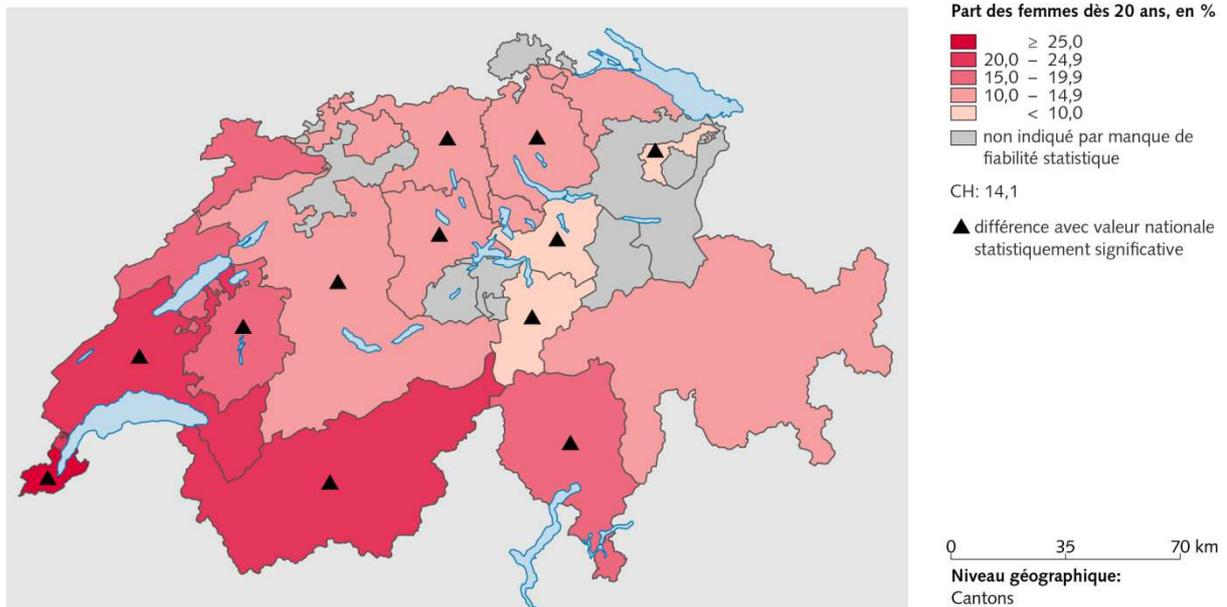 Part des femmes dès 20 ans, en %
≥ 25,0
20,0 – 24,9
15,0 – 19,9
10,0 – 14,9
< 10,0
non indiqué par manque de
fiabilité statistique
CH: 14,1
différence avec valeur nationale
statistiquement significative
0 35 70 km
Niveau géographique:
Cantons